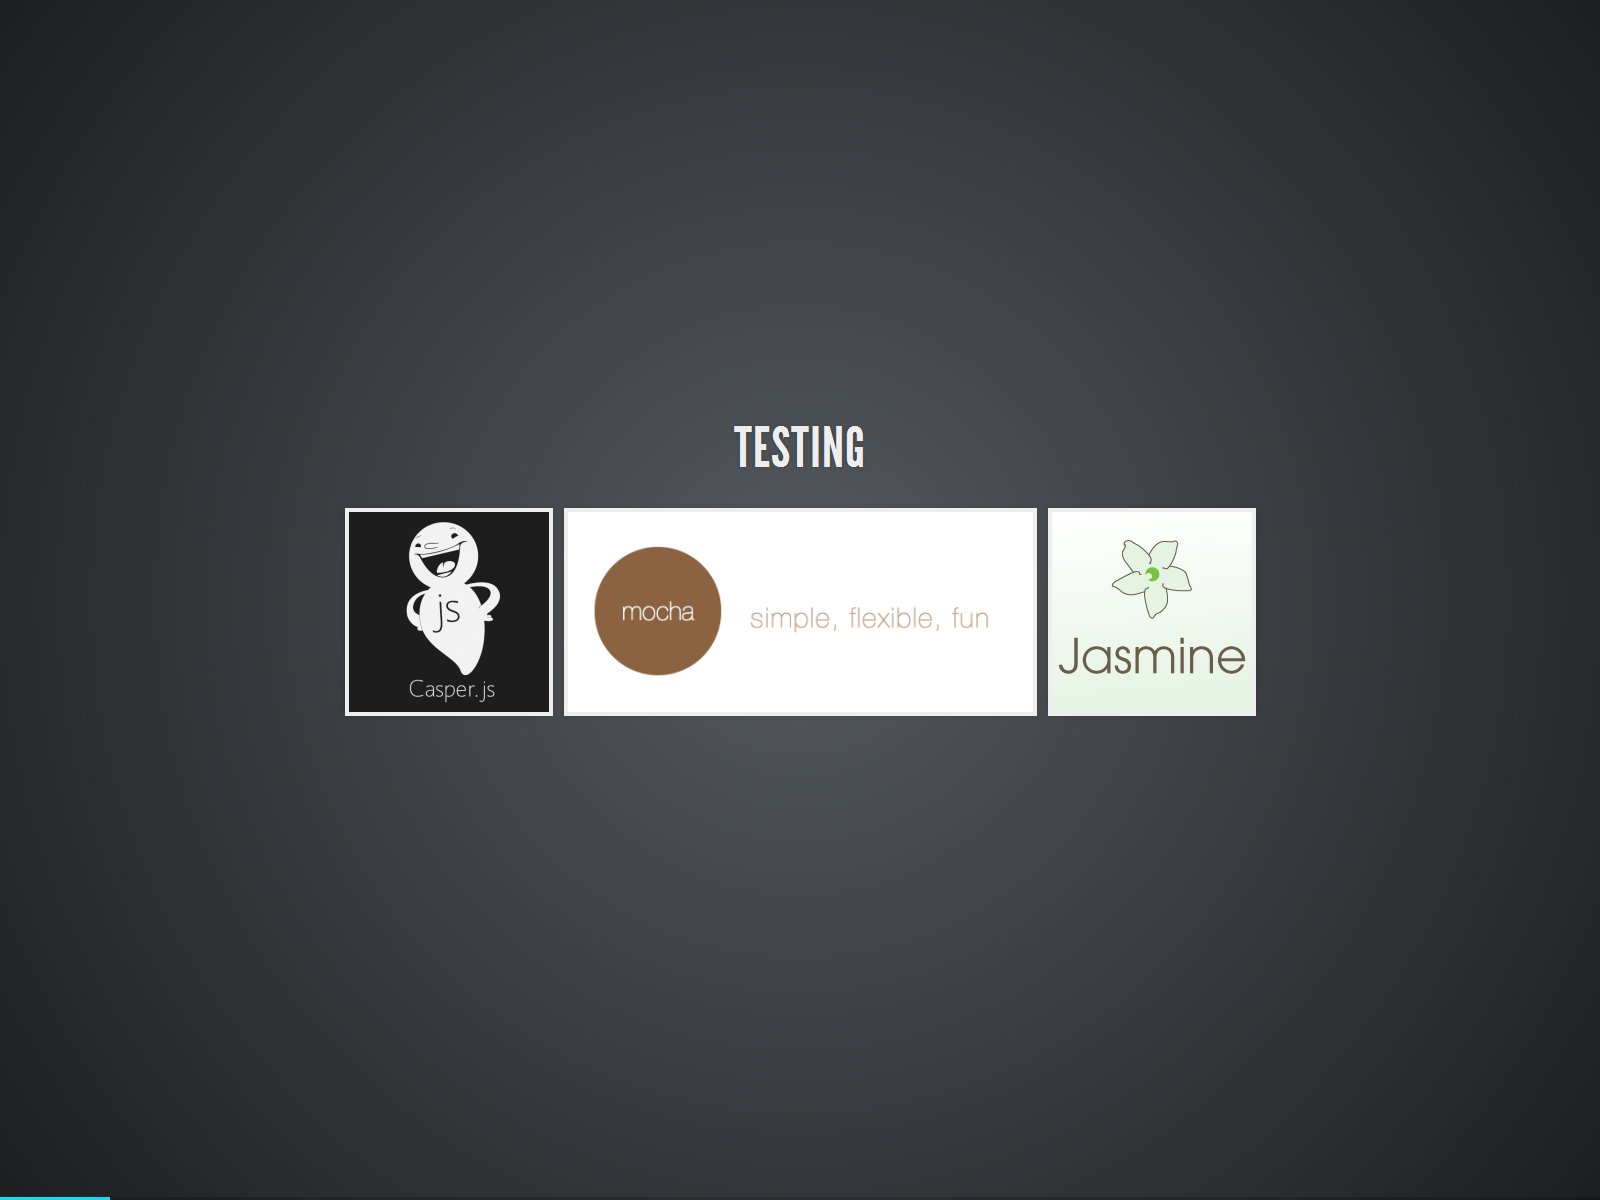 TESTING
js
Casper.js
mocha
simple, flexible, fun
Jasmine